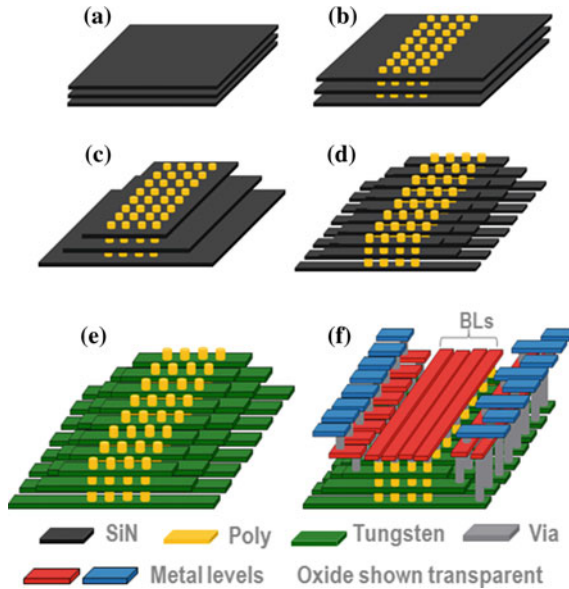 (a)
(b)
(c)
(d)
(e)
(f)
BLs
SiN Poly Tungsten Via
Metal levels Oxide shown transparent